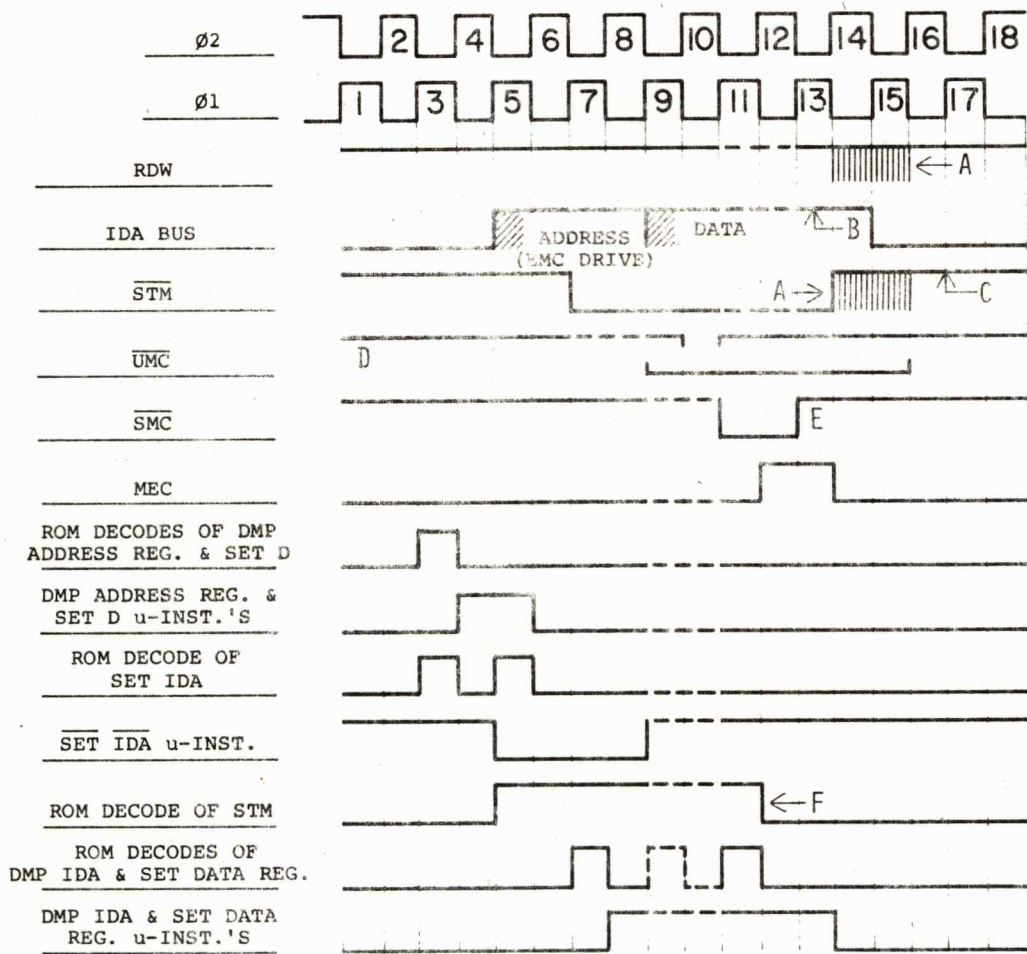 ø2
2 4 6 8 10 12 14 16 18
ø1
1 3 5 7 9 11 13 15 17
RDW
← A
IDA BUS
ADDRESS
(EMC DRIVE)
DATA
B
STM
A →
C
UMC
D
SMC
E
MEC
ROM DECODES OF DMP
ADDRESS REG. & SET D
DMP ADDRESS REG. &
SET D u-INST.'S
ROM DECODE OF
SET IDA
SET IDA u-INST.
ROM DECODE OF STM
← F
ROM DECODES OF
DMP IDA & SET DATA REG.
DMP IDA & SET DATA
REG. u-INST.'S